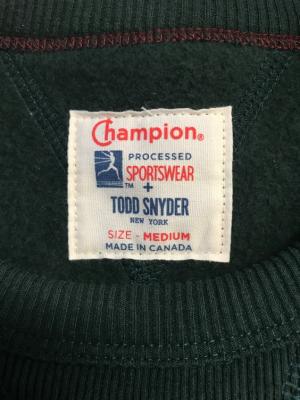 Champion®
PROCESSED
SPORTSWEAR
TM +
TODD SNYDER
NEW YORK
SIZE - MEDIUM
MADE IN CANADA